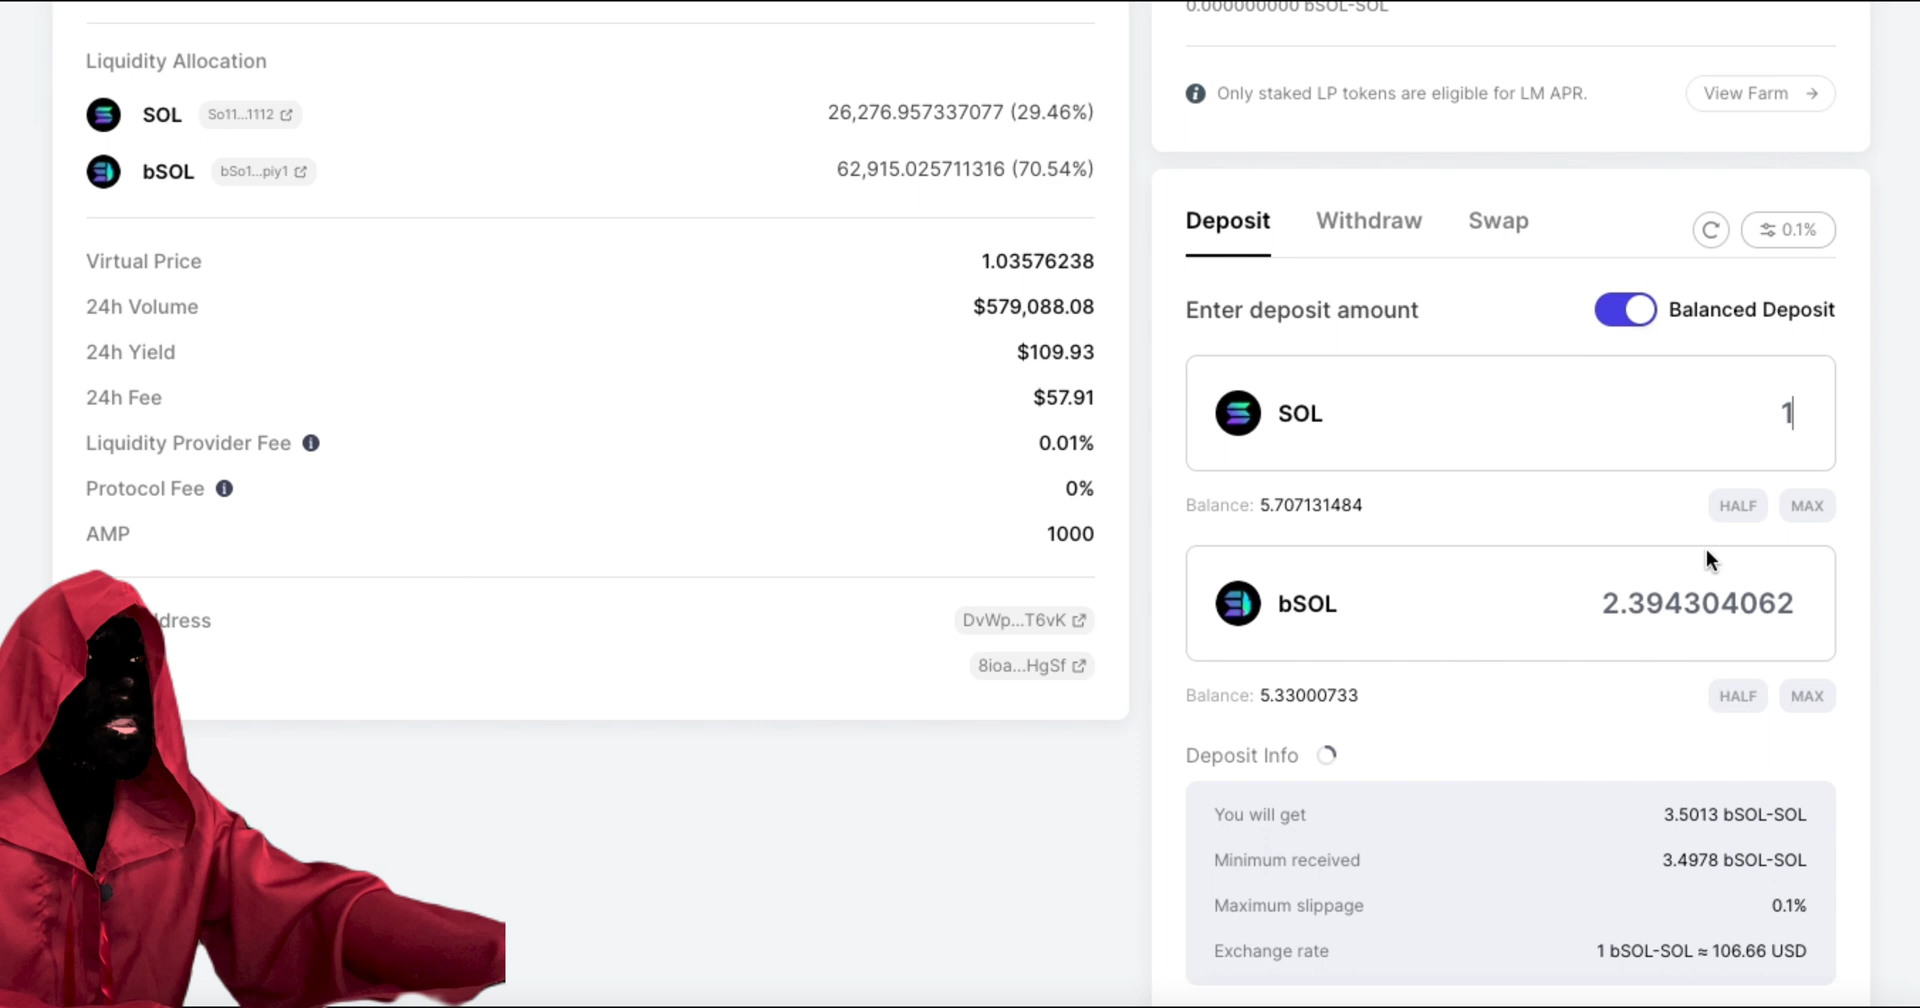 Liquidity Allocation
SOL So11...1112 26,276.957337077 (29.46%)
bSOL bSo1...piy1 62,915.025711316 (70.54%)
Virtual Price 1.03576238
24h Volume $579,088.08
24h Yield $109.93
24h Fee $57.91
Liquidity Provider Fee 0.01%
Protocol Fee 0%
AMP 1000
DvWp...T6vK
8ioa...HgSf
0.000000000 bSOL-SOL
Only staked LP tokens are eligible for LM APR. View Farm
Deposit Withdraw Swap 0.1%
Enter deposit amount Balanced Deposit
SOL 1
Balance: 5.707131484 HALF MAX
bSOL 2.394304062
Balance: 5.33000733 HALF MAX
Deposit Info
You will get 3.5013 bSOL-SOL
Minimum received 3.4978 bSOL-SOL
Maximum slippage 0.1%
Exchange rate 1 bSOL-SOL ≈ 106.66 USD